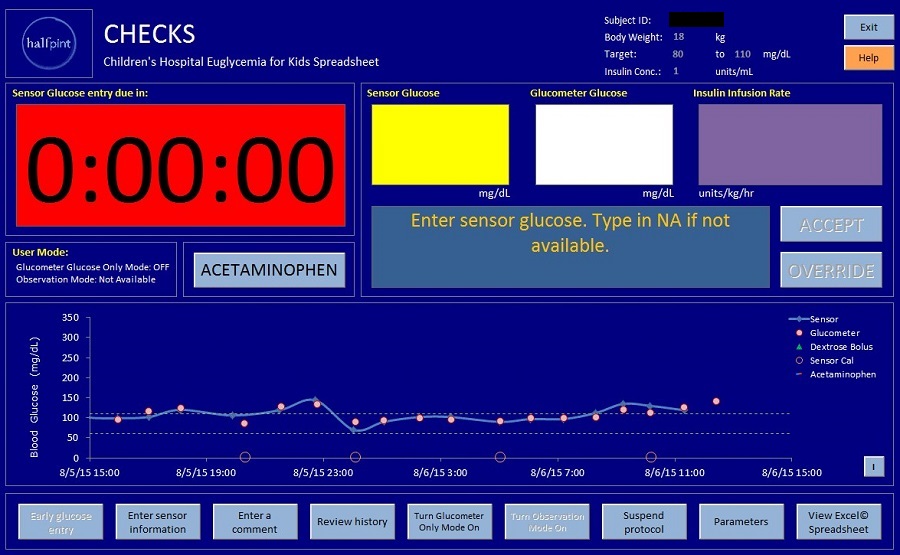 halfpint
CHECKS
Children's Hospital Euglycemia for Kids Spreadsheet
Subject ID:
Body Weight: 18 kg
Target: 80 to 110 mg/dL
Insulin Conc.: 1 units/mL
Exit
Help
Sensor Glucose entry due in:
0:00:00
Sensor Glucose
Glucometer Glucose
Insulin Infusion Rate
mg/dL
mg/dL
units/kg/hr
Enter sensor glucose. Type in NA if not
available.
ACCEPT
OVERRIDE
User Mode:
Glucometer Glucose Only Mode: OFF
Observation Mode: Not Available
ACETAMINOPHEN
Blood Glucose (mg/dL)
350
300
250
200
150
100
50
0
8/5/15 15:00
8/5/15 19:00
8/5/15 23:00
8/6/15 3:00
8/6/15 7:00
8/6/15 11:00
8/6/15 15:00
Sensor
Glucometer
Dextrose Bolus
Sensor Cal
Acetaminophen
I
Early glucose
entry
Enter sensor
information
Enter a
comment
Review history
Turn Glucometer
Only Mode On
Turn Observation
Mode On
Suspend
protocol
Parameters
View Excel©
Spreadsheet